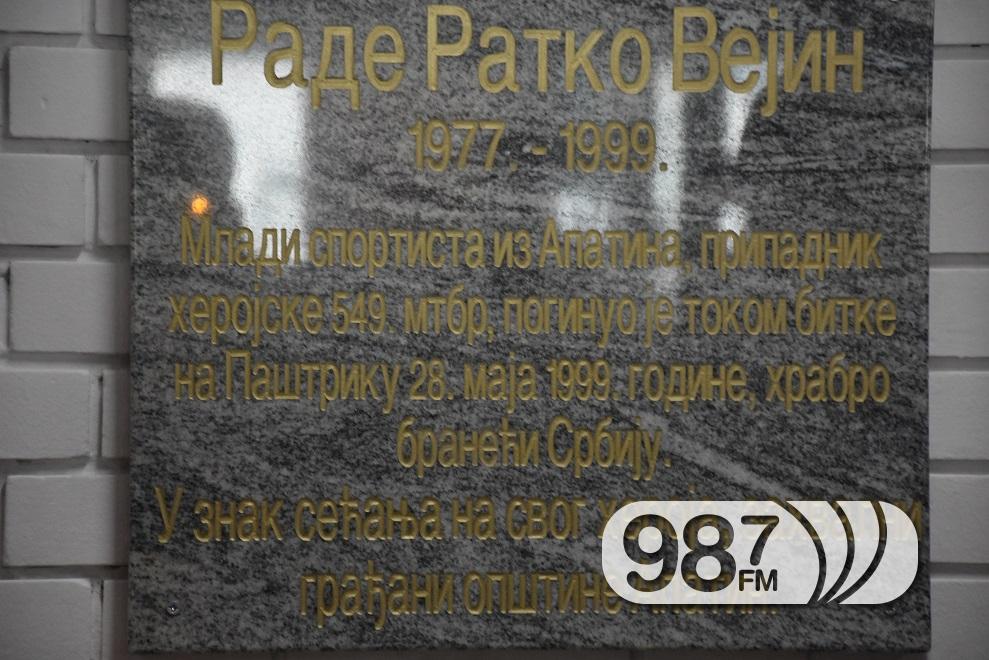 Раде Ратко Вејин
1977. - 1999.
Млади спортиста из Апатина, припадник
херојске 549. мтбр, погинуо је током битке
на Паштрику 28. маја 1999. године, храбро
бранећи Србију.
У знак сећања на свог
грађани општине
987 FM